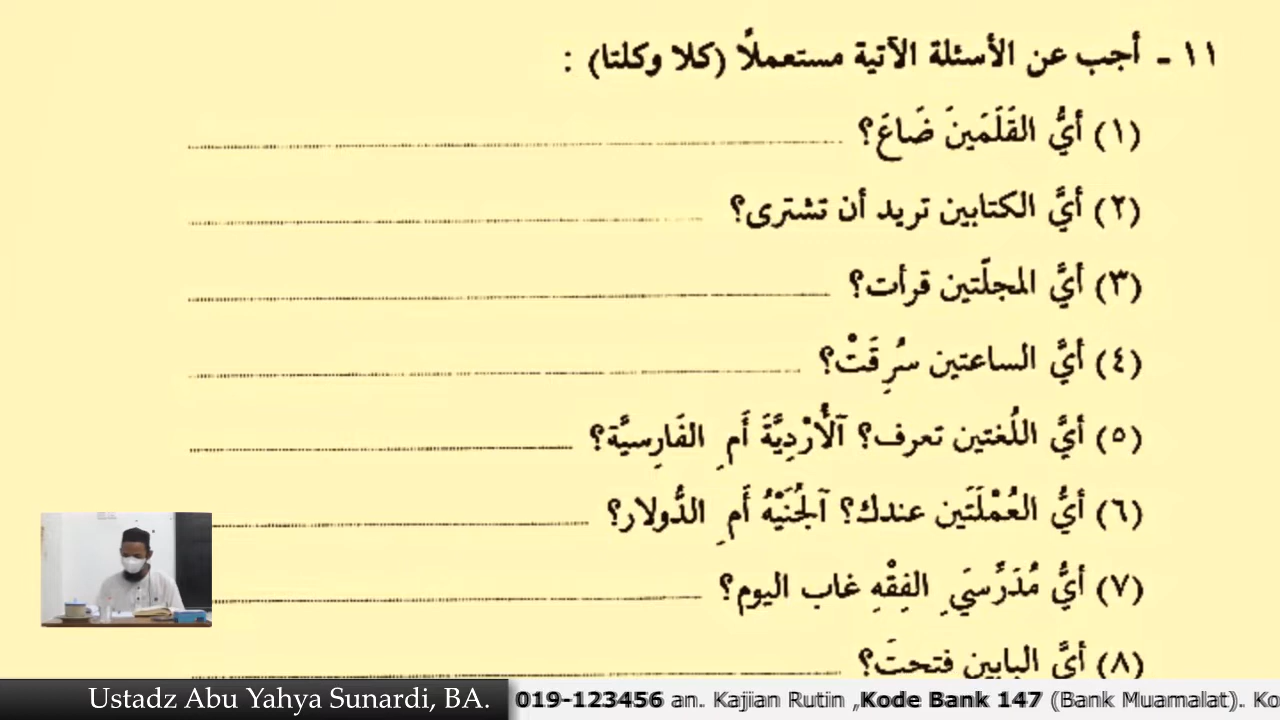 ١١ - أجب عن الأسئلة الآتية مستعملاً (كلا وكلتا) :
(١) أيُّ القَلَمَينَ ضَاعَ؟
(٢) أيَّ الكتابين تريد أن تشترى؟
(٣) أيَّ المجلّتين قرأت؟
(٤) أيَّ الساعتين سُرِقَتْ؟
(٥) أيَّ اللُغتين تعرف؟ آلأُرْدِيَّةَ أَمِ الفَارِسيَّة؟
(٦) أيُّ العُمْلَتَين عندك؟ آلجُنَيْهُ أَمِ الدُّولار؟
(٧) أيُّ مُدَرِّسَيِ الفِقْهِ غاب اليوم؟
(٨) أيَّ البابين فتحتَ؟
Ustadz Abu Yahya Sunardi, BA. 019-123456 an. Kajian Rutin ,Kode Bank 147 (Bank Muamalat). Ko